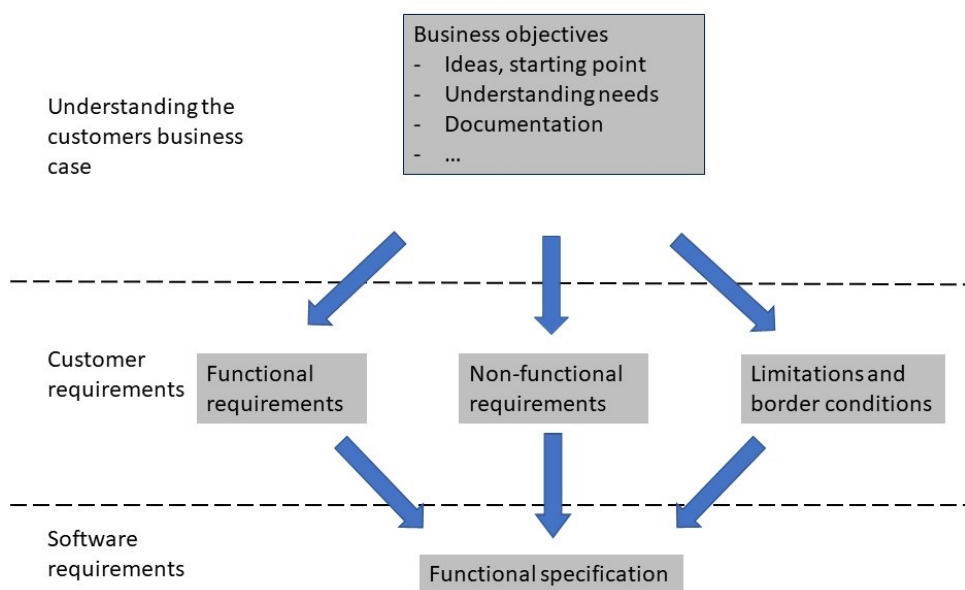 Business objectives
- Ideas, starting point
- Understanding needs
- Documentation
- ...
Understanding the
customers business
case
Customer
requirements
Functional
requirements
Non-functional
requirements
Limitations and
border conditions
Software
requirements
Functional specification